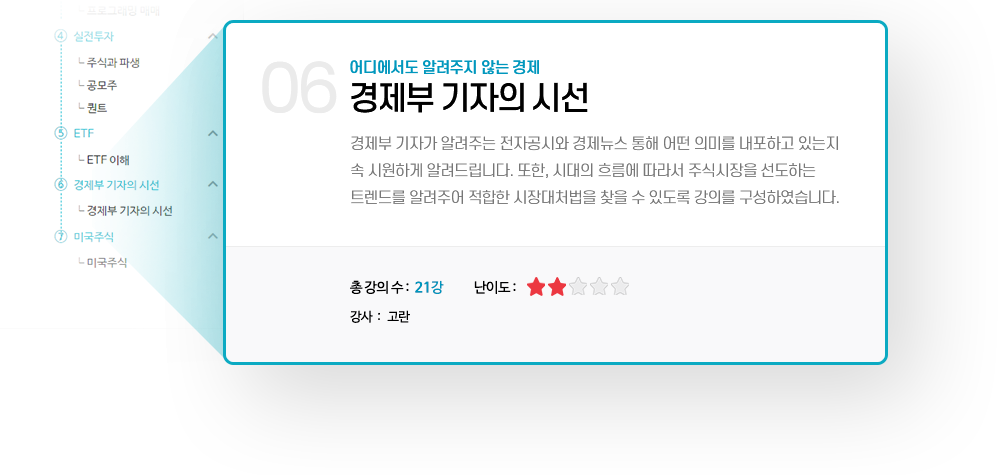 프로그래밍 매매
④ 실전투자
주식과 파생
공모주
퀀트
⑤ ETF
ETF 이해
⑥ 경제부 기자의 시선
경제부 기자의 시선
⑦ 미국주식
미국주식
06
어디에서도 알려주지 않는 경제
경제부 기자의 시선
경제부 기자가 알려주는 전자공시와 경제뉴스 통해 어떤 의미를 내포하고 있는지
속 시원하게 알려드립니다. 또한, 시대의 흐름에 따라서 주식시장을 선도하는
트렌드를 알려주어 적합한 시장대처법을 찾을 수 있도록 강의를 구성하였습니다.
총 강의 수 : 21강 난이도 :
강사 : 고란